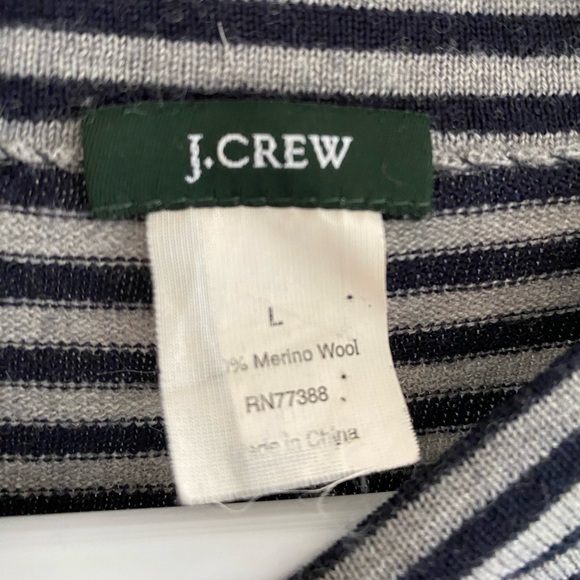 J.CREW
L
% Merino Wool
RN77388
in China